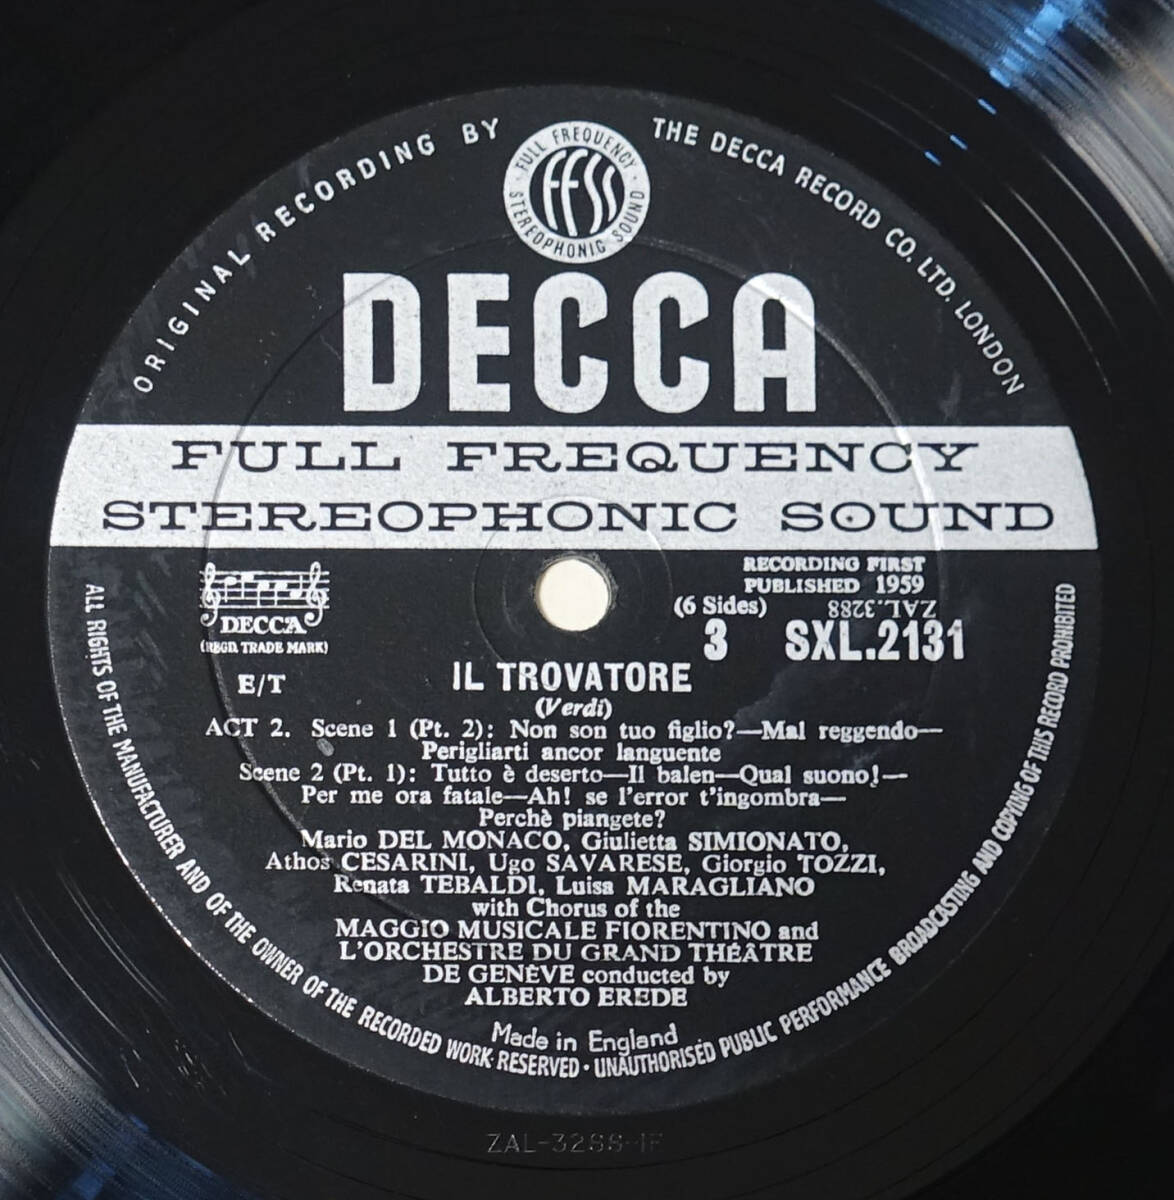 ORIGINAL RECORDING BY THE DECCA RECORD CO. LTD. LONDON
FULL FREQUENCY · STEREOPHONIC SOUND ·
FFSS
DECCA
FULL FREQUENCY
STEREOPHONIC SOUND
DECCA
(REGD. TRADE MARK)
RECORDING FIRST
PUBLISHED 1959
(6 Sides) ZAL.3288
3 SXL.2131
E/T
IL TROVATORE
(Verdi)
ACT 2. Scene 1 (Pt. 2): Non son tuo figlio?—Mal reggendo—
Perigliarti ancor languente
Scene 2 (Pt. 1): Tutto è deserto—Il balen—Qual suono!—
Per me ora fatale—Ah! se l'error t'ingombra—
Perchè piangete?
Mario DEL MONACO, Giulietta SIMIONATO,
Athos CESARINI, Ugo SAVARESE, Giorgio TOZZI,
Renata TEBALDI, Luisa MARAGLIANO
with Chorus of the
MAGGIO MUSICALE FIORENTINO and
L'ORCHESTRE DU GRAND THÉÂTRE
DE GENÈVE conducted by
ALBERTO EREDE
Made in England
ALL RIGHTS OF THE MANUFACTURER AND OF THE OWNER OF THE RECORDED WORK RESERVED · UNAUTHORISED PUBLIC PERFORMANCE BROADCASTING AND COPYING OF THIS RECORD PROHIBITED
ZAL-3288-1F